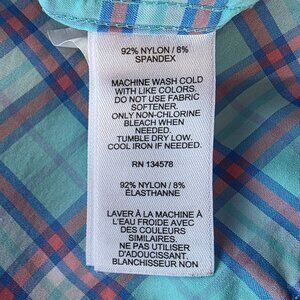 92% NYLON / 8%
SPANDEX
MACHINE WASH COLD
WITH LIKE COLORS.
DO NOT USE FABRIC
SOFTENER.
ONLY NON-CHLORINE
BLEACH WHEN
NEEDED.
TUMBLE DRY LOW.
COOL IRON IF NEEDED.
RN 134578
92% NYLON / 8%
ÉLASTHANNE
LAVER À LA MACHINE À
L'EAU FROIDE AVEC
DES COULEURS
SIMILAIRES.
NE PAS UTILISER
D'ADOUCISSANT.
BLANCHISSEUR NON